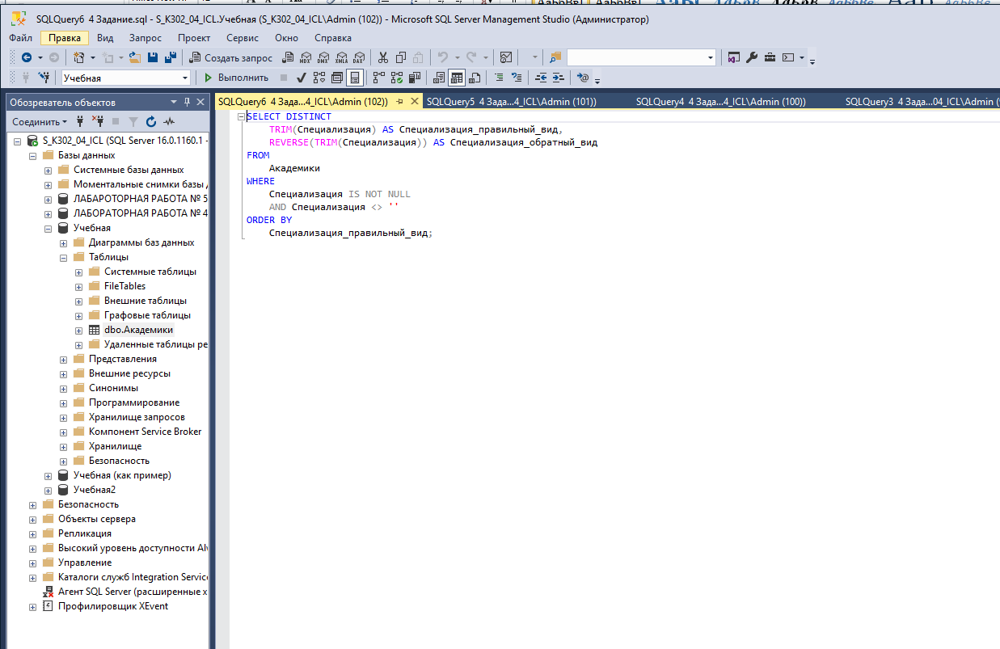 SQLQuery6 4 Задание.sql - S_K302_04_ICL.Учебная (S_K302_04_ICL\Admin (102)) - Microsoft SQL Server Management Studio (Администратор)
Файл Правка Вид Запрос Проект Сервис Окно Справка
Создать запрос MDX DMX XMLA DAX
Учебная Выполнить
Обозреватель объектов
SQLQuery6 4 Зада...4_ICL\Admin (102)) SQLQuery5 4 Зада...4_ICL\Admin (101)) SQLQuery4 4 Зада...4_ICL\Admin (100)) SQLQuery3 4 Зада...04_ICL\Admin (
Соединить
S_K302_04_ICL (SQL Server 16.0.1160.1 -
Базы данных
Системные базы данных
Моментальные снимки базы
ЛАБАРОТОРНАЯ РАБОТА № 5
ЛАБОРАТОРНАЯ РАБОТА № 4
Учебная
Диаграммы баз данных
Таблицы
Системные таблицы
FileTables
Внешние таблицы
Графовые таблицы
dbo.Академики
Удаленные таблицы ре
Представления
Внешние ресурсы
Синонимы
Программирование
Хранилище запросов
Компонент Service Broker
Хранилище
Безопасность
Учебная (как пример)
Учебная2
Безопасность
Объекты сервера
Репликация
Высокий уровень доступности Al
Управление
Каталоги служб Integration Servic
Агент SQL Server (расширенные х
Профилировщик XEvent
SELECT DISTINCT
TRIM(Специализация) AS Специализация_правильный_вид,
REVERSE(TRIM(Специализация)) AS Специализация_обратный_вид
FROM
Академики
WHERE
Специализация IS NOT NULL
AND Специализация <> ''
ORDER BY
Специализация_правильный_вид;